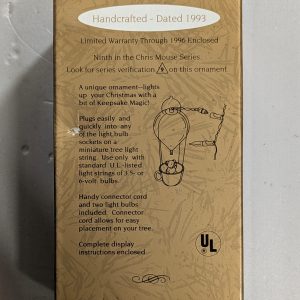 Handcrafted - Dated 1993
Limited Warranty Through 1996 Enclosed
Ninth in the Chris Mouse Series
Look for series verification 9 on this ornament
A unique ornament--lights
up your Christmas with a
bit of Keepsake Magic!
Plugs easily and
quickly into any
of the light bulb
sockets on a
miniature tree light
string. Use only with
standard U.L.-listed
light strings of 3.5- or
6-volt bulbs.
Handy connector cord
and two light bulbs
included. Connector
cord allows for easy
placement on your tree.
Complete display
instructions enclosed.
UL